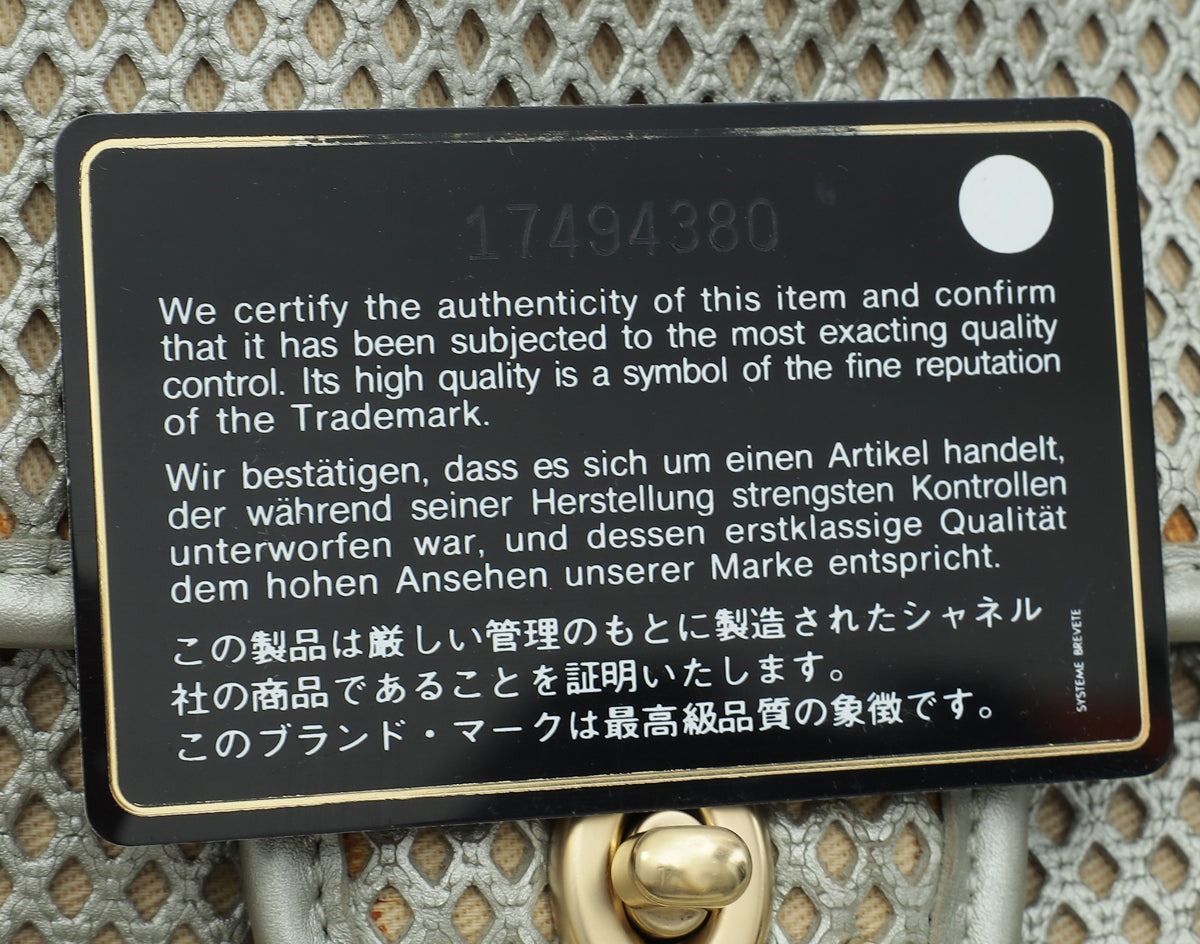 17494380
We certify the authenticity of this item and confirm
that it has been subjected to the most exacting quality
control. Its high quality is a symbol of the fine reputation
of the Trademark.
Wir bestätigen, dass es sich um einen Artikel handelt,
der während seiner Herstellung strengsten Kontrollen
unterworfen war, und dessen erstklassige Qualität
dem hohen Ansehen unserer Marke entspricht.
この製品は厳しい管理のもとに製造されたシャネル
社の商品であることを証明いたします。
このブランド・マークは最高級品質の象徴です。
SYSTEME BREVETE